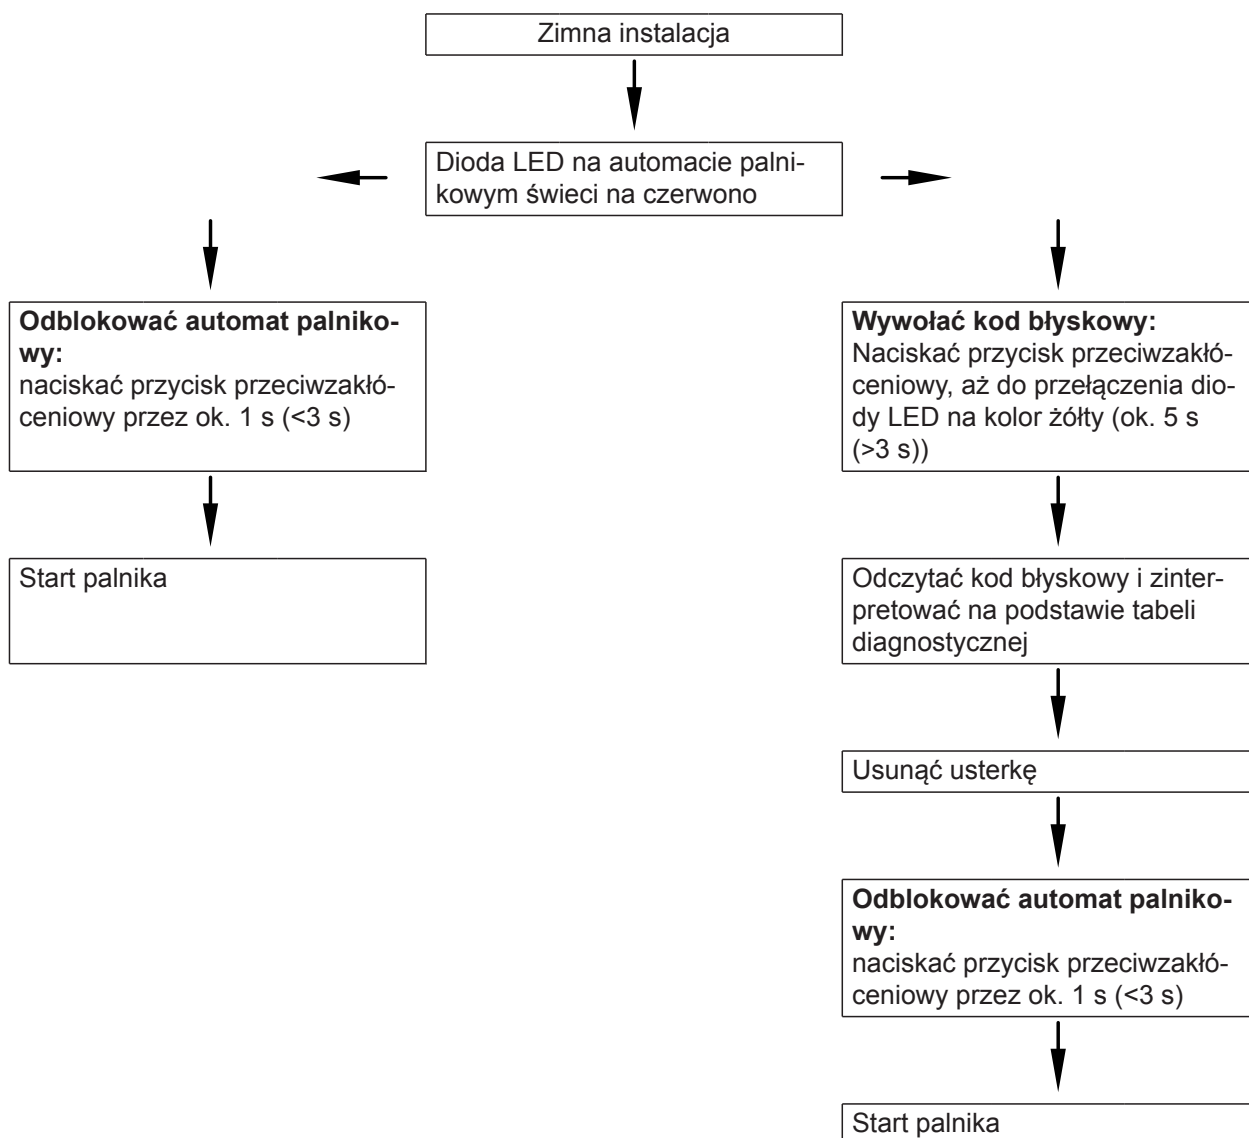 Zimna instalacja
Dioda LED na automacie palni-
kowym świeci na czerwono
Odblokować automat palniko-
wy:
naciskać przycisk przeciwzakłó-
ceniowy przez ok. 1 s (<3 s)
Start palnika
Wywołać kod błyskowy:
Naciskać przycisk przeciwzakłó-
ceniowy, aż do przełączenia dio-
dy LED na kolor żółty (ok. 5 s
(>3 s))
Odczytać kod błyskowy i zinter-
pretować na podstawie tabeli
diagnostycznej
Usunąć usterkę
Odblokować automat palniko-
wy:
naciskać przycisk przeciwzakłó-
ceniowy przez ok. 1 s (<3 s)
Start palnika